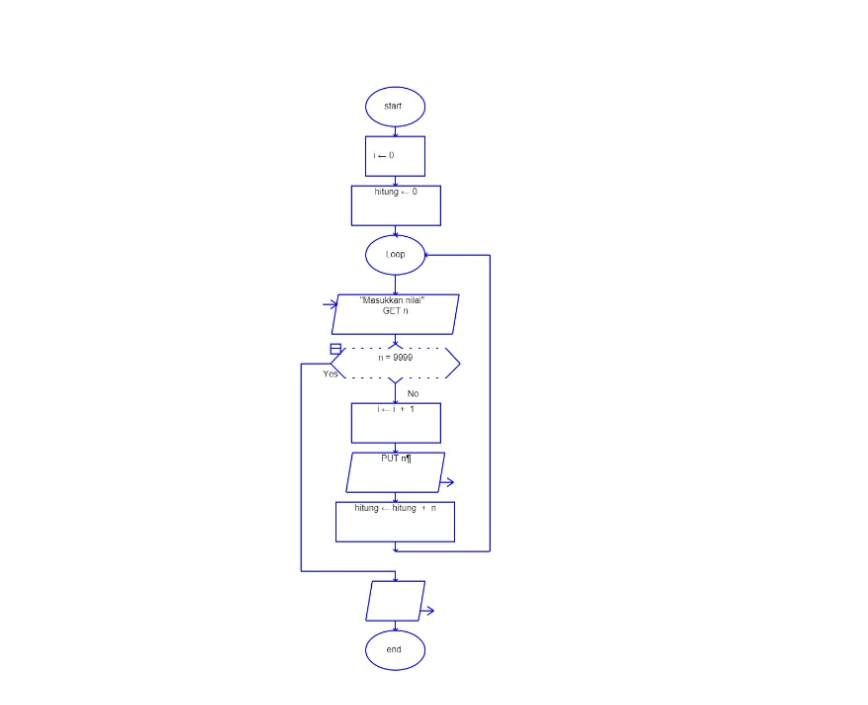 start
i ← 0
hitung ← 0
Loop
"Masukkan nilai"
GET n
n = 9999
Yes
No
i ← i + 1
PUT n¶
hitung ← hitung + n
end